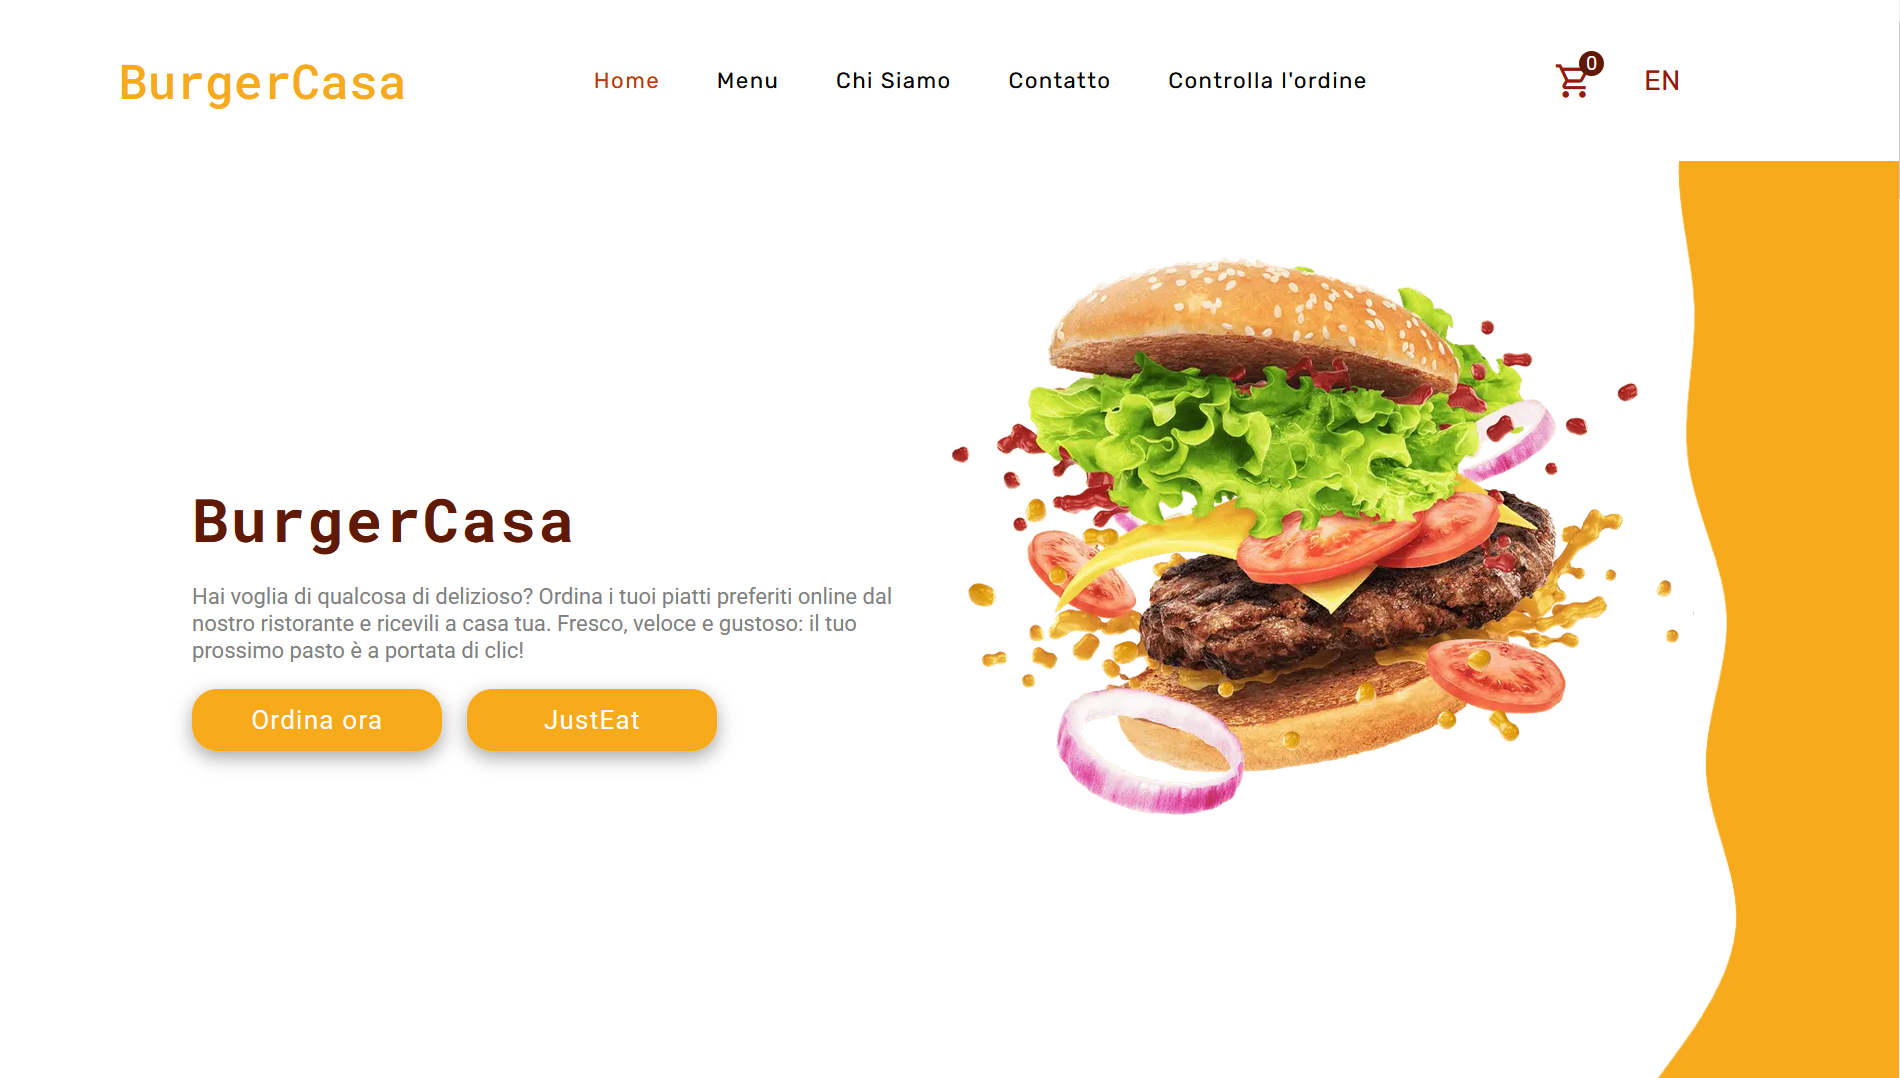 BurgerCasa
Home Menu Chi Siamo Contatto Controlla l'ordine
0
EN
BurgerCasa
Hai voglia di qualcosa di delizioso? Ordina i tuoi piatti preferiti online dal
nostro ristorante e ricevili a casa tua. Fresco, veloce e gustoso: il tuo
prossimo pasto è a portata di clic!
Ordina ora
JustEat